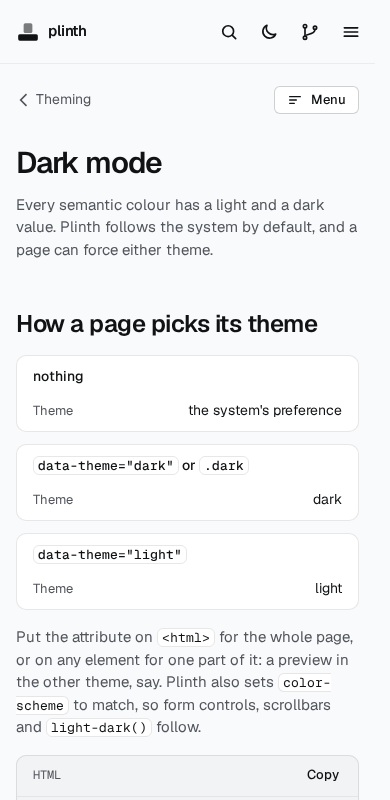 plinth
Theming
Menu
Dark mode
Every semantic colour has a light and a dark
value. Plinth follows the system by default, and a
page can force either theme.
How a page picks its theme
nothing
Theme the system's preference
data-theme="dark" or .dark
Theme dark
data-theme="light"
Theme light
Put the attribute on <html> for the whole page,
or on any element for one part of it: a preview in
the other theme, say. Plinth also sets color-
scheme to match, so form controls, scrollbars
and light-dark() follow.
HTML Copy